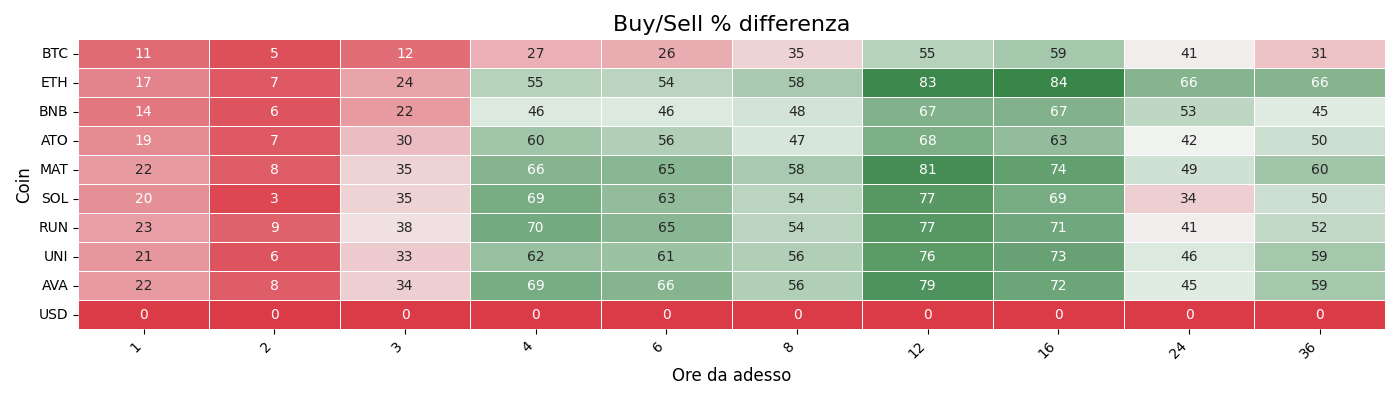 Buy/Sell % differenza
BTC 11 5 12 27 26 35 55 59 41 31
ETH 17 7 24 55 54 58 83 84 66 66
BNB 14 6 22 46 46 48 67 67 53 45
ATO 19 7 30 60 56 47 68 63 42 50
MAT 22 8 35 66 65 58 81 74 49 60
SOL 20 3 35 69 63 54 77 69 34 50
RUN 23 9 38 70 65 54 77 71 41 52
UNI 21 6 33 62 61 56 76 73 46 59
AVA 22 8 34 69 66 56 79 72 45 59
USD 0 0 0 0 0 0 0 0 0 0
Coin
1 2 3 4 6 8 12 16 24 36
Ore da adesso